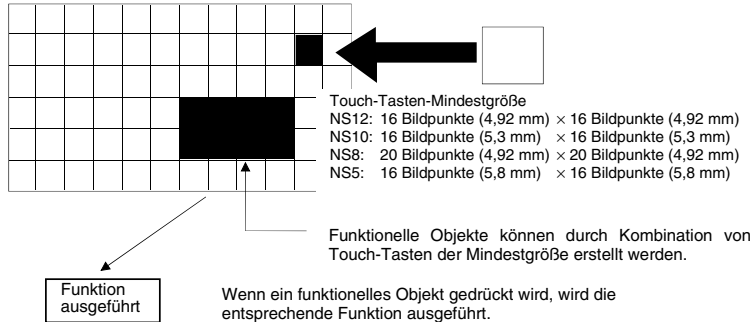 Touch-Tasten-Mindestgröße
NS12: 16 Bildpunkte (4,92 mm) × 16 Bildpunkte (4,92 mm)
NS10: 16 Bildpunkte (5,3 mm) × 16 Bildpunkte (5,3 mm)
NS8: 20 Bildpunkte (4,92 mm) × 20 Bildpunkte (4,92 mm)
NS5: 16 Bildpunkte (5,8 mm) × 16 Bildpunkte (5,8 mm)
Funktionelle Objekte können durch Kombination von
Touch-Tasten der Mindestgröße erstellt werden.
Funktion
ausgeführt
Wenn ein funktionelles Objekt gedrückt wird, wird die
entsprechende Funktion ausgeführt.